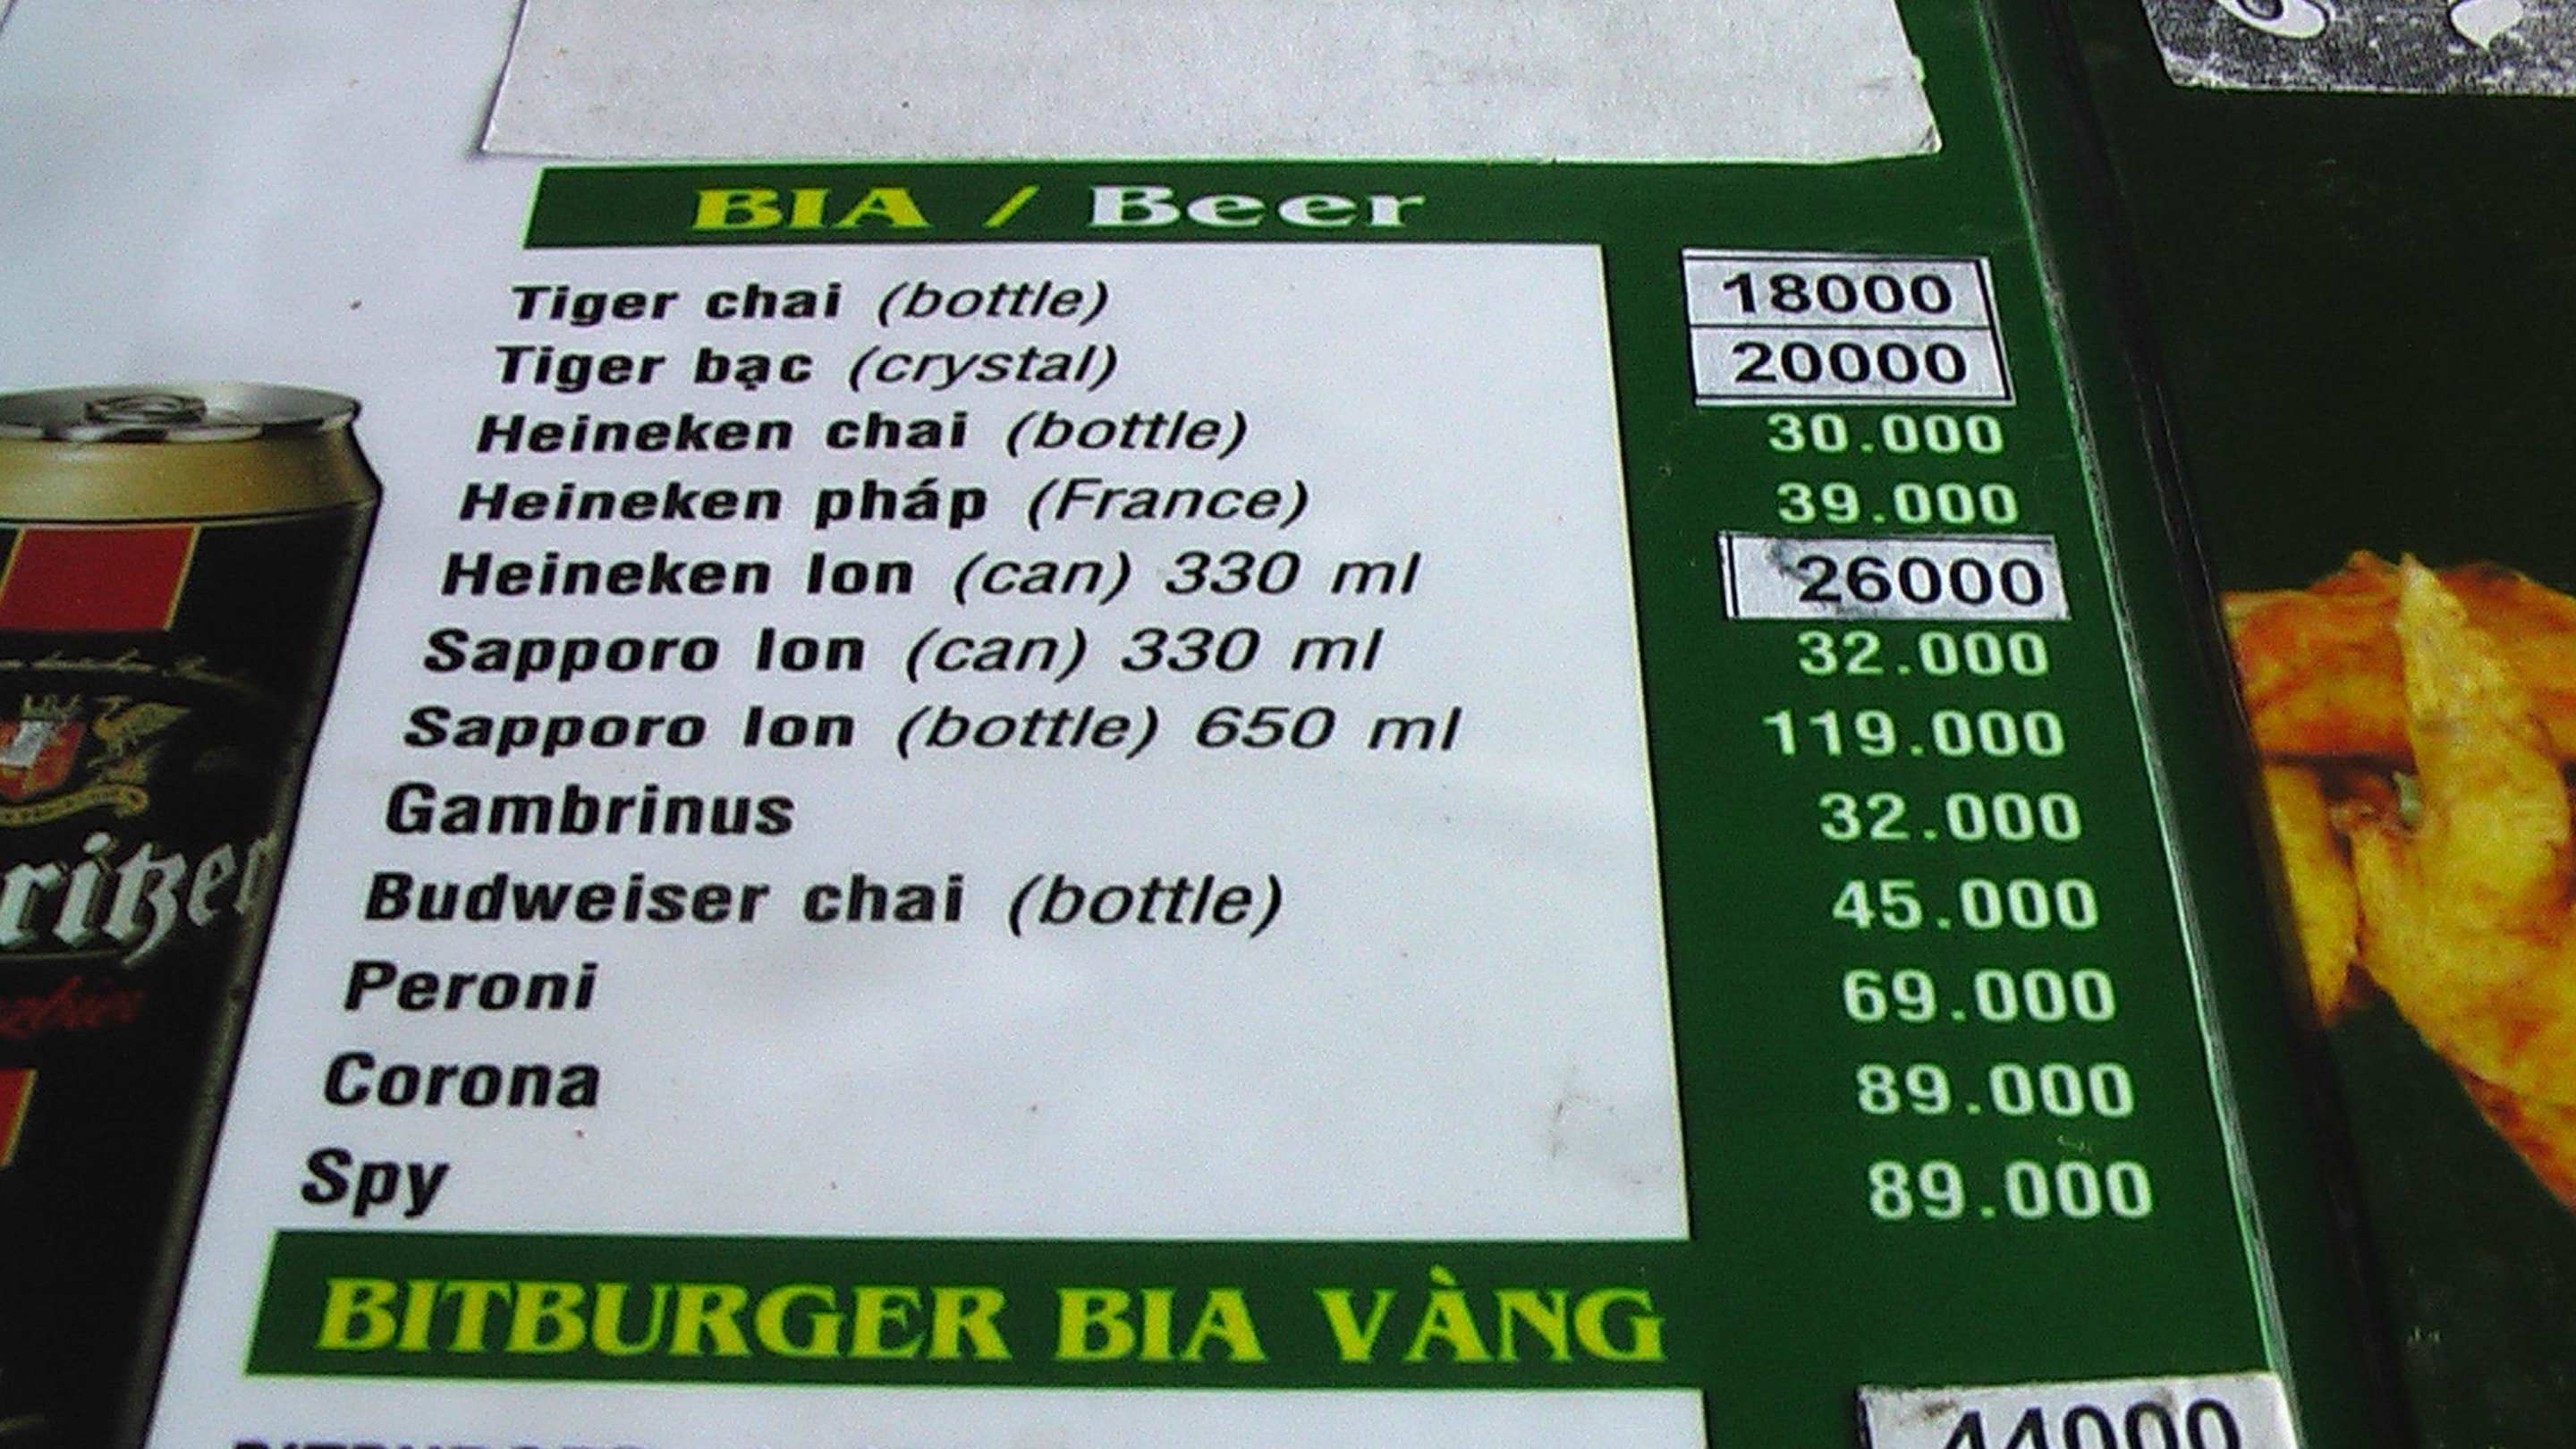 BIA / Beer
Tiger chai (bottle) 18000
Tiger bạc (crystal) 20000
Heineken chai (bottle) 30.000
Heineken pháp (France) 39.000
Heineken lon (can) 330 ml 26000
Sapporo lon (can) 330 ml 32.000
Sapporo lon (bottle) 650 ml 119.000
Gambrinus 32.000
Budweiser chai (bottle) 45.000
Peroni 69.000
Corona 89.000
Spy 89.000
BITBURGER BIA VÀNG
44000